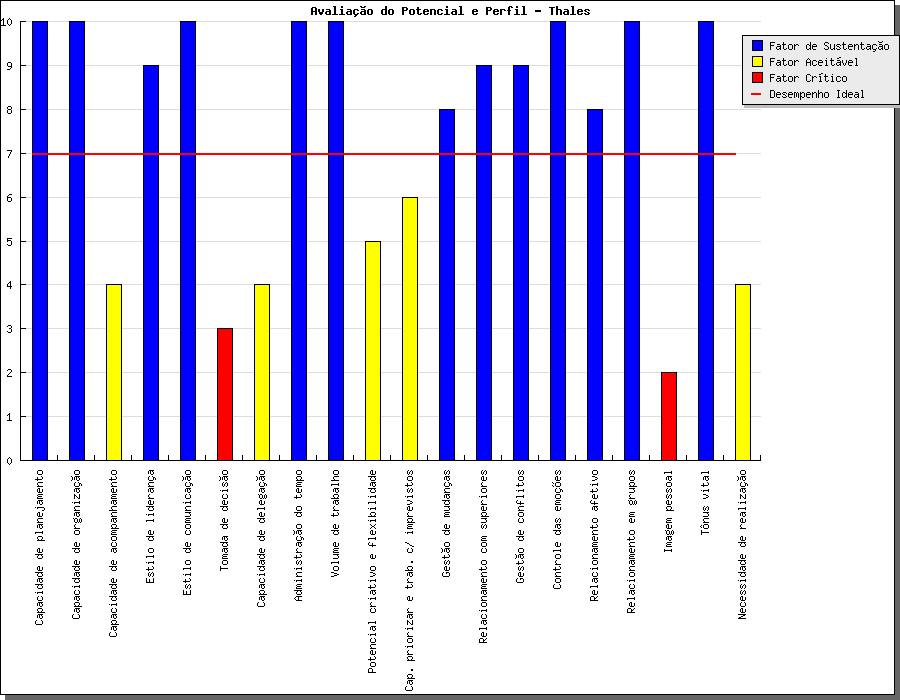 Avaliação do Potencial e Perfil - Thales
Fator de Sustentação
Fator Aceitável
Fator Crítico
Desempenho Ideal
10
9
8
7
6
5
4
3
2
1
0
Capacidade de planejamento
Capacidade de organização
Capacidade de acompanhamento
Estilo de liderança
Estilo de comunicação
Tomada de decisão
Capacidade de delegação
Administração do tempo
Volume de trabalho
Potencial criativo e flexibilidade
Cap. priorizar e trab. c/ imprevistos
Gestão de mudanças
Relacionamento com superiores
Gestão de conflitos
Controle das emoções
Relacionamento afetivo
Relacionamento em grupos
Imagem pessoal
Tônus vital
Necessidade de realização